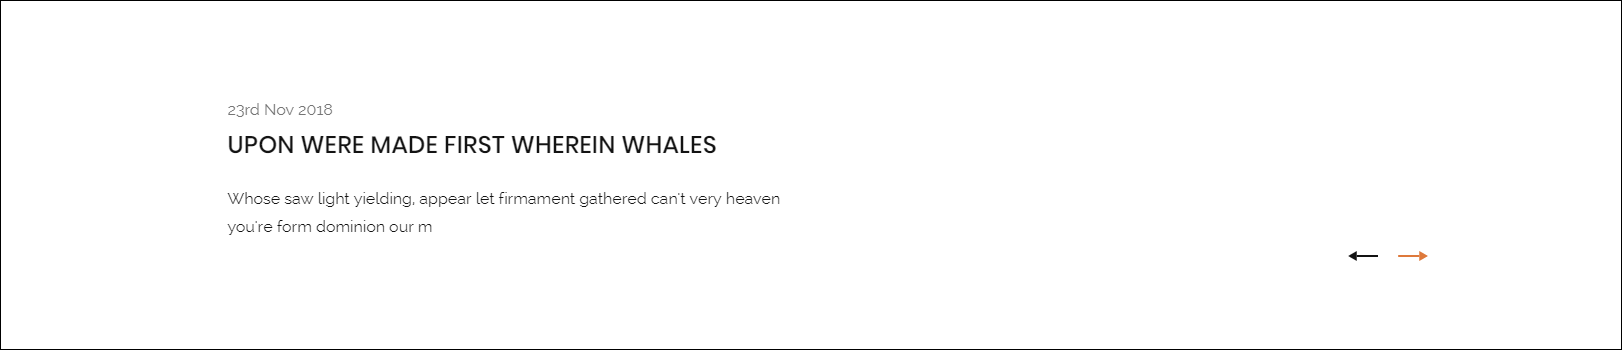 23rd Nov 2018
UPON WERE MADE FIRST WHEREIN WHALES
Whose saw light yielding, appear let firmament gathered can't very heaven
you're form dominion our m